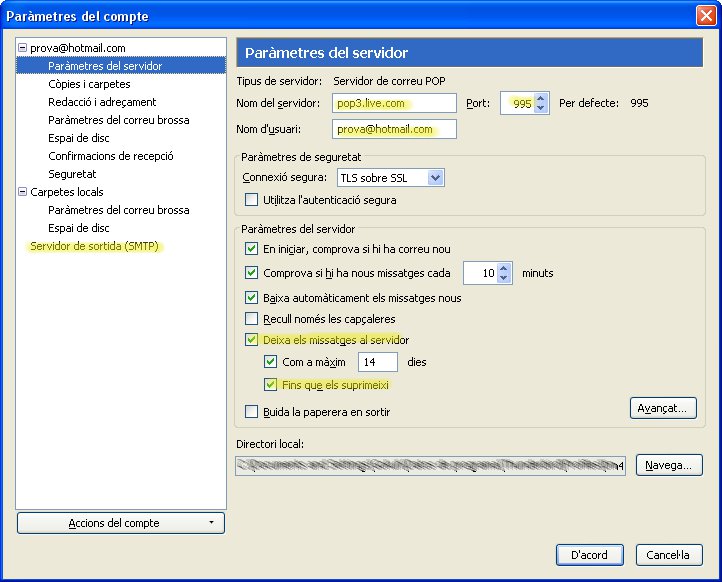 Paràmetres del compte
prova@hotmail.com
Paràmetres del servidor
Còpies i carpetes
Redacció i adreçament
Paràmetres del correu brossa
Espai de disc
Confirmacions de recepció
Seguretat
Carpetes locals
Paràmetres del correu brossa
Espai de disc
Servidor de sortida (SMTP)
Accions del compte
Paràmetres del servidor
Tipus de servidor: Servidor de correu POP
Nom del servidor: pop3.live.com Port: 995 Per defecte: 995
Nom d'usuari: prova@hotmail.com
Paràmetres de seguretat
Connexió segura: TLS sobre SSL
Utilitza l'autenticació segura
Paràmetres del servidor
En iniciar, comprova si hi ha correu nou
Comprova si hi ha nous missatges cada 10 minuts
Baixa automàticament els missatges nous
Recull només les capçaleres
Deixa els missatges al servidor
Com a màxim 14 dies
Fins que els suprimeixi
Buida la paperera en sortir
Avançat...
Directori local:
Navega...
D'acord Cancel·la